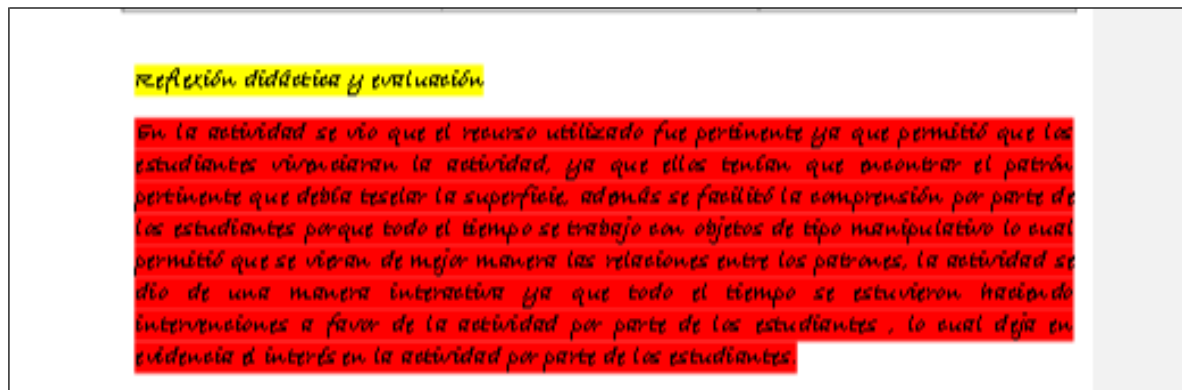 Reflexión didáctica y evaluación
En la actividad se vio que el recurso utilizado fue pertinente ya que permitió que los
estudiantes vivenciaran la actividad, ya que ellos tenían que encontrar el patrón
pertinente que debía teselar la superficie, además se facilitó la comprensión por parte de
los estudiantes porque todo el tiempo se trabajo con objetos de tipo manipulativo lo cual
permitió que se vieran de mejor manera las relaciones entre los patrones, la actividad se
dio de una manera interactiva ya que todo el tiempo se estuvieron haciendo
intervenciones a favor de la actividad por parte de los estudiantes , lo cual deja en
evidencia el interés en la actividad por parte de los estudiantes.